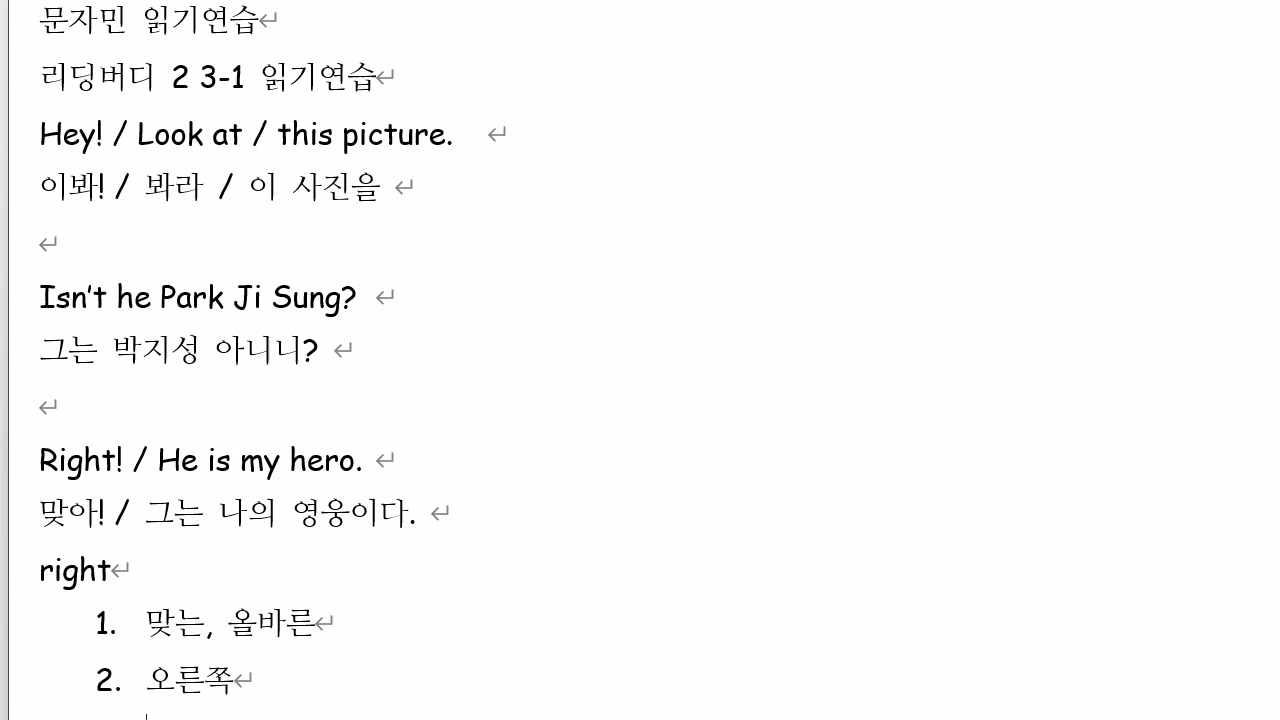 문자민 읽기연습
리딩버디 2 3-1 읽기연습
Hey! / Look at / this picture.
이봐! / 봐라 / 이 사진을
Isn't he Park Ji Sung?
그는 박지성 아니니?
Right! / He is my hero.
맞아! / 그는 나의 영웅이다.
right
1. 맞는, 올바른
2. 오른쪽